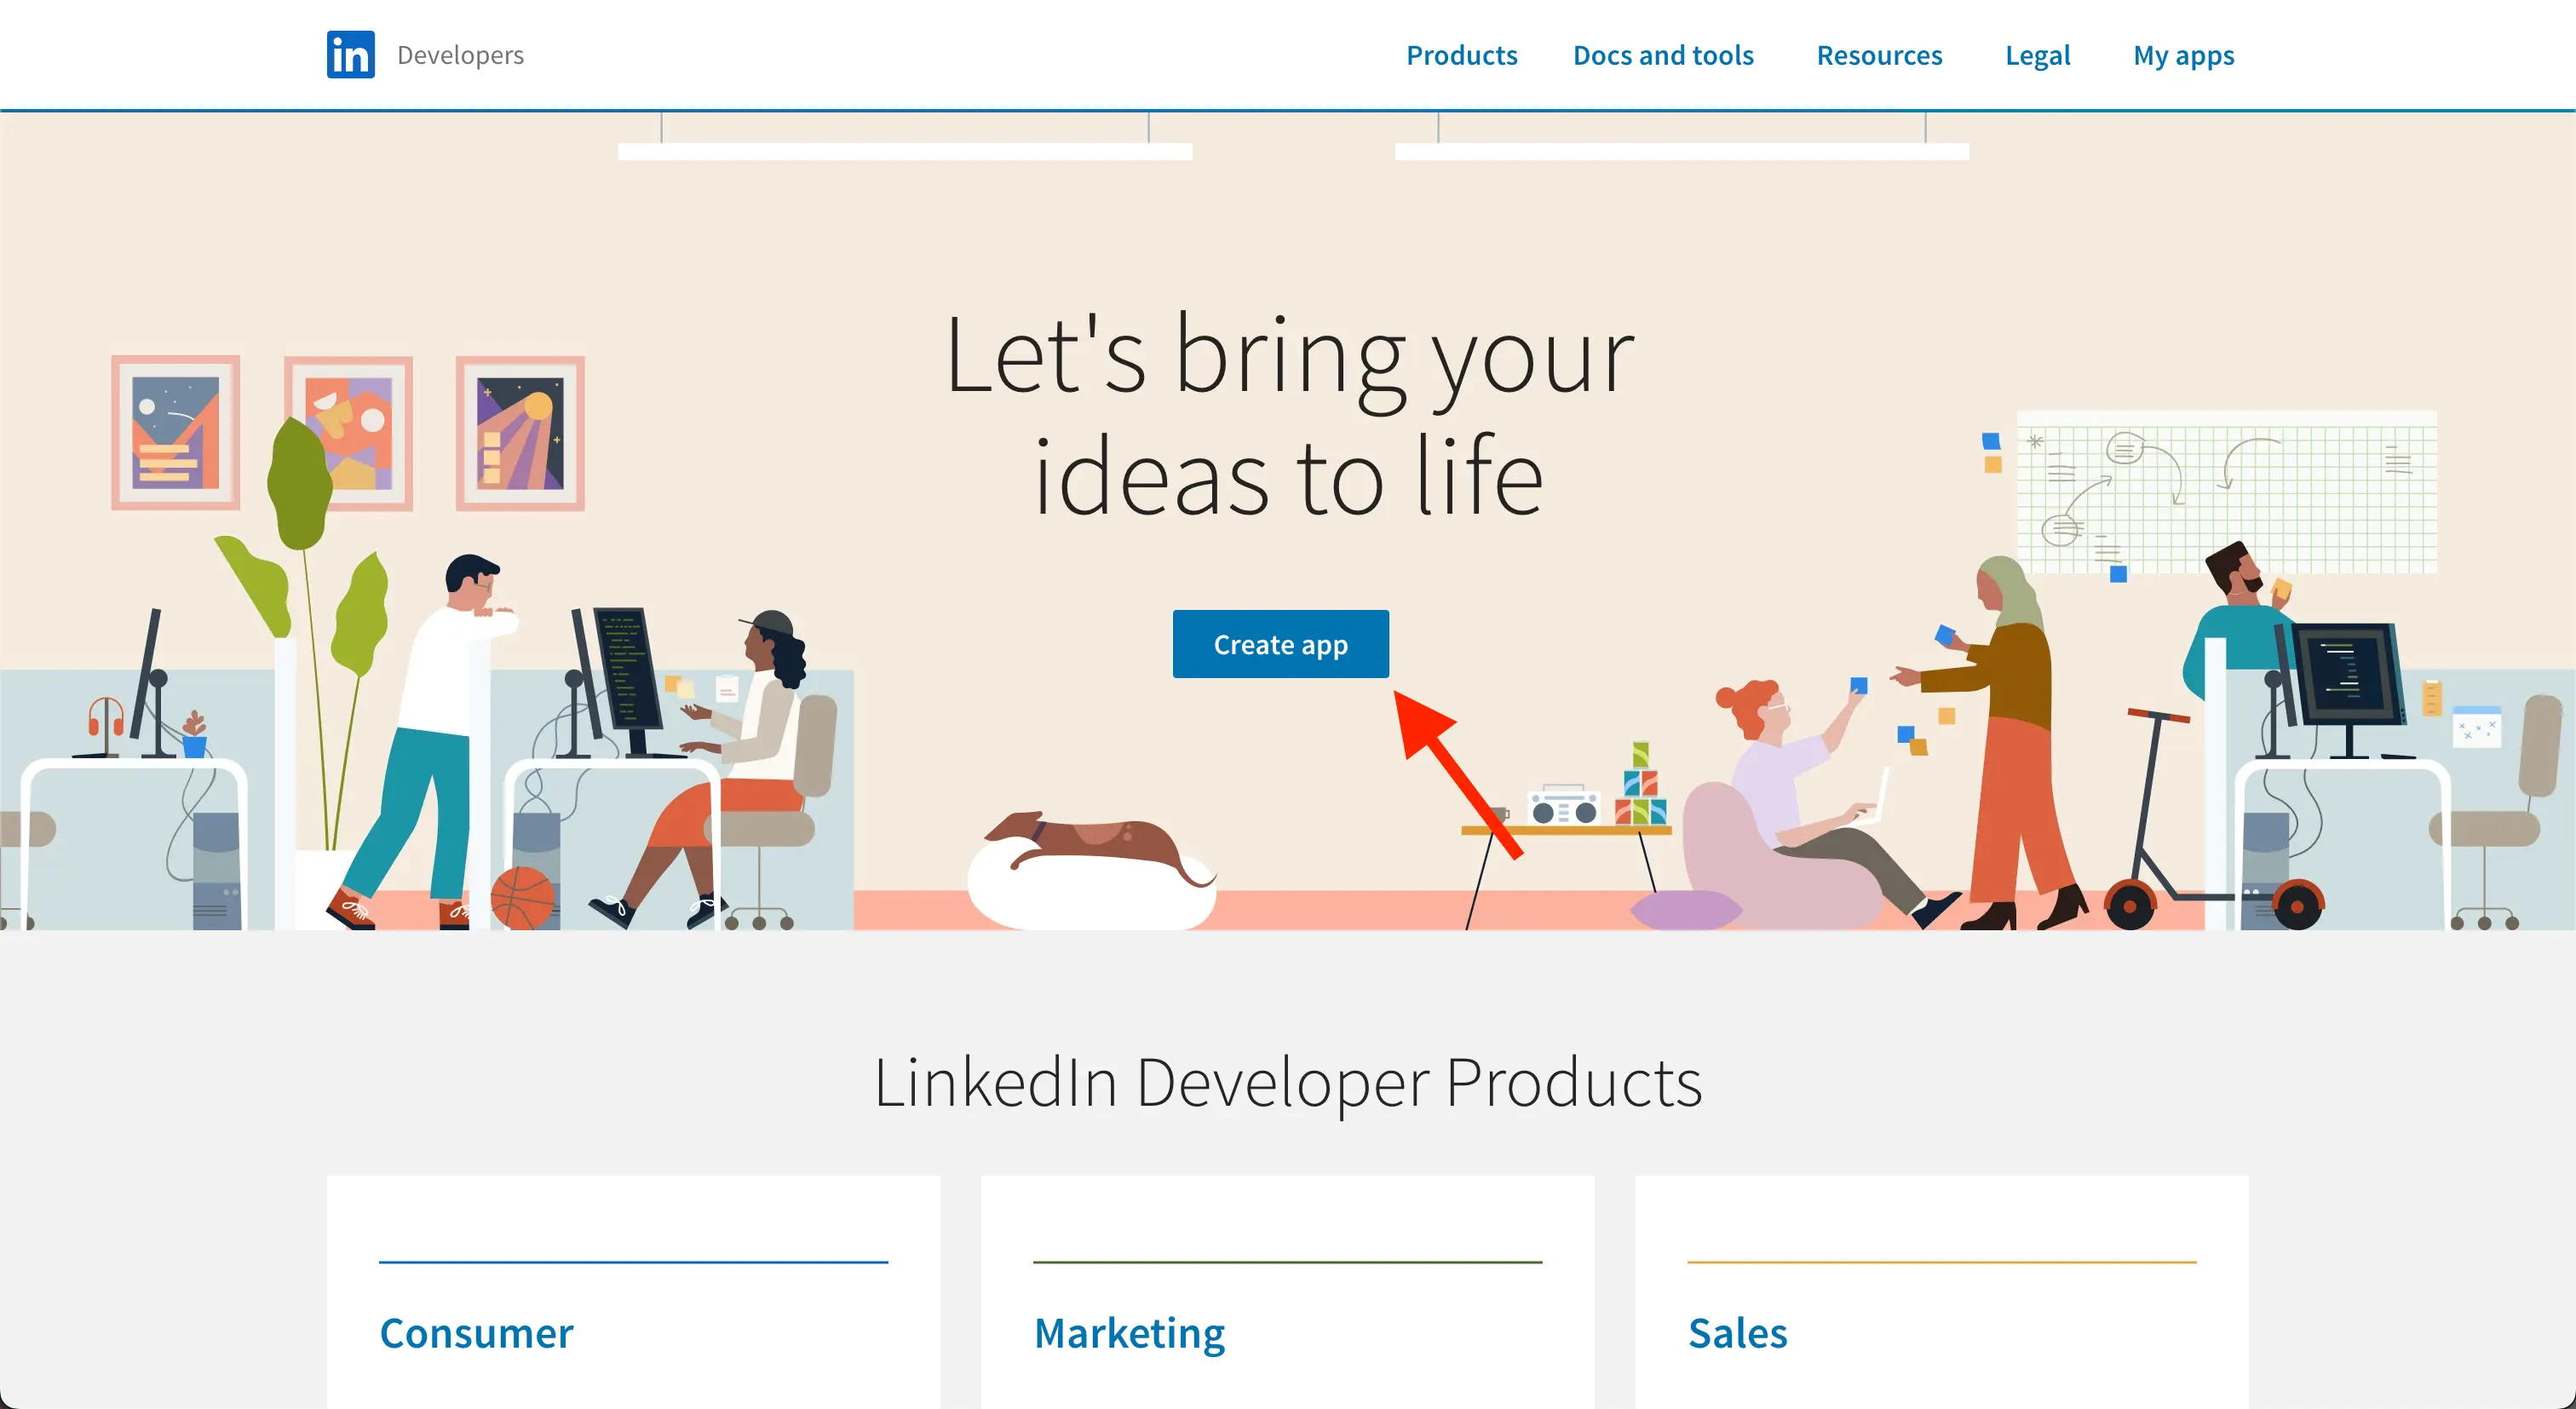 in Developers
Products Docs and tools Resources Legal My apps
Let's bring your
ideas to life
Create app
LinkedIn Developer Products
Consumer Marketing Sales